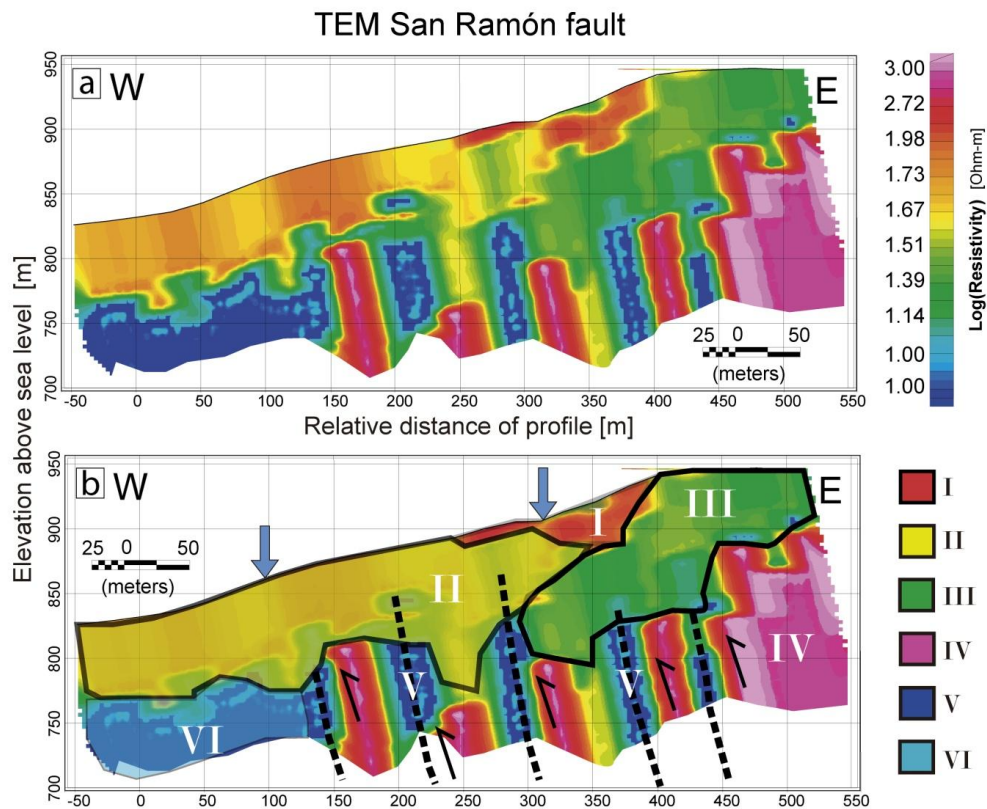 TEM San Ramón fault
a W
E
950
900
850
800
750
700
-50 0 50 100 150 200 250 300 350 400 450 500 550
25 0 50
(meters)
Relative distance of profile [m]
Elevation above sea level [m]
3.00
2.72
1.98
1.73
1.67
1.51
1.39
1.14
1.00
1.00
Log(Resistivity) [Ohm-m]
b W
E
950
900
850
800
750
700
25 0 50
(meters)
I
III
II
IV
V
V
VI
-50 0 50 100 150 200 250 300 350 400 450 500 550
I
II
III
IV
V
VI